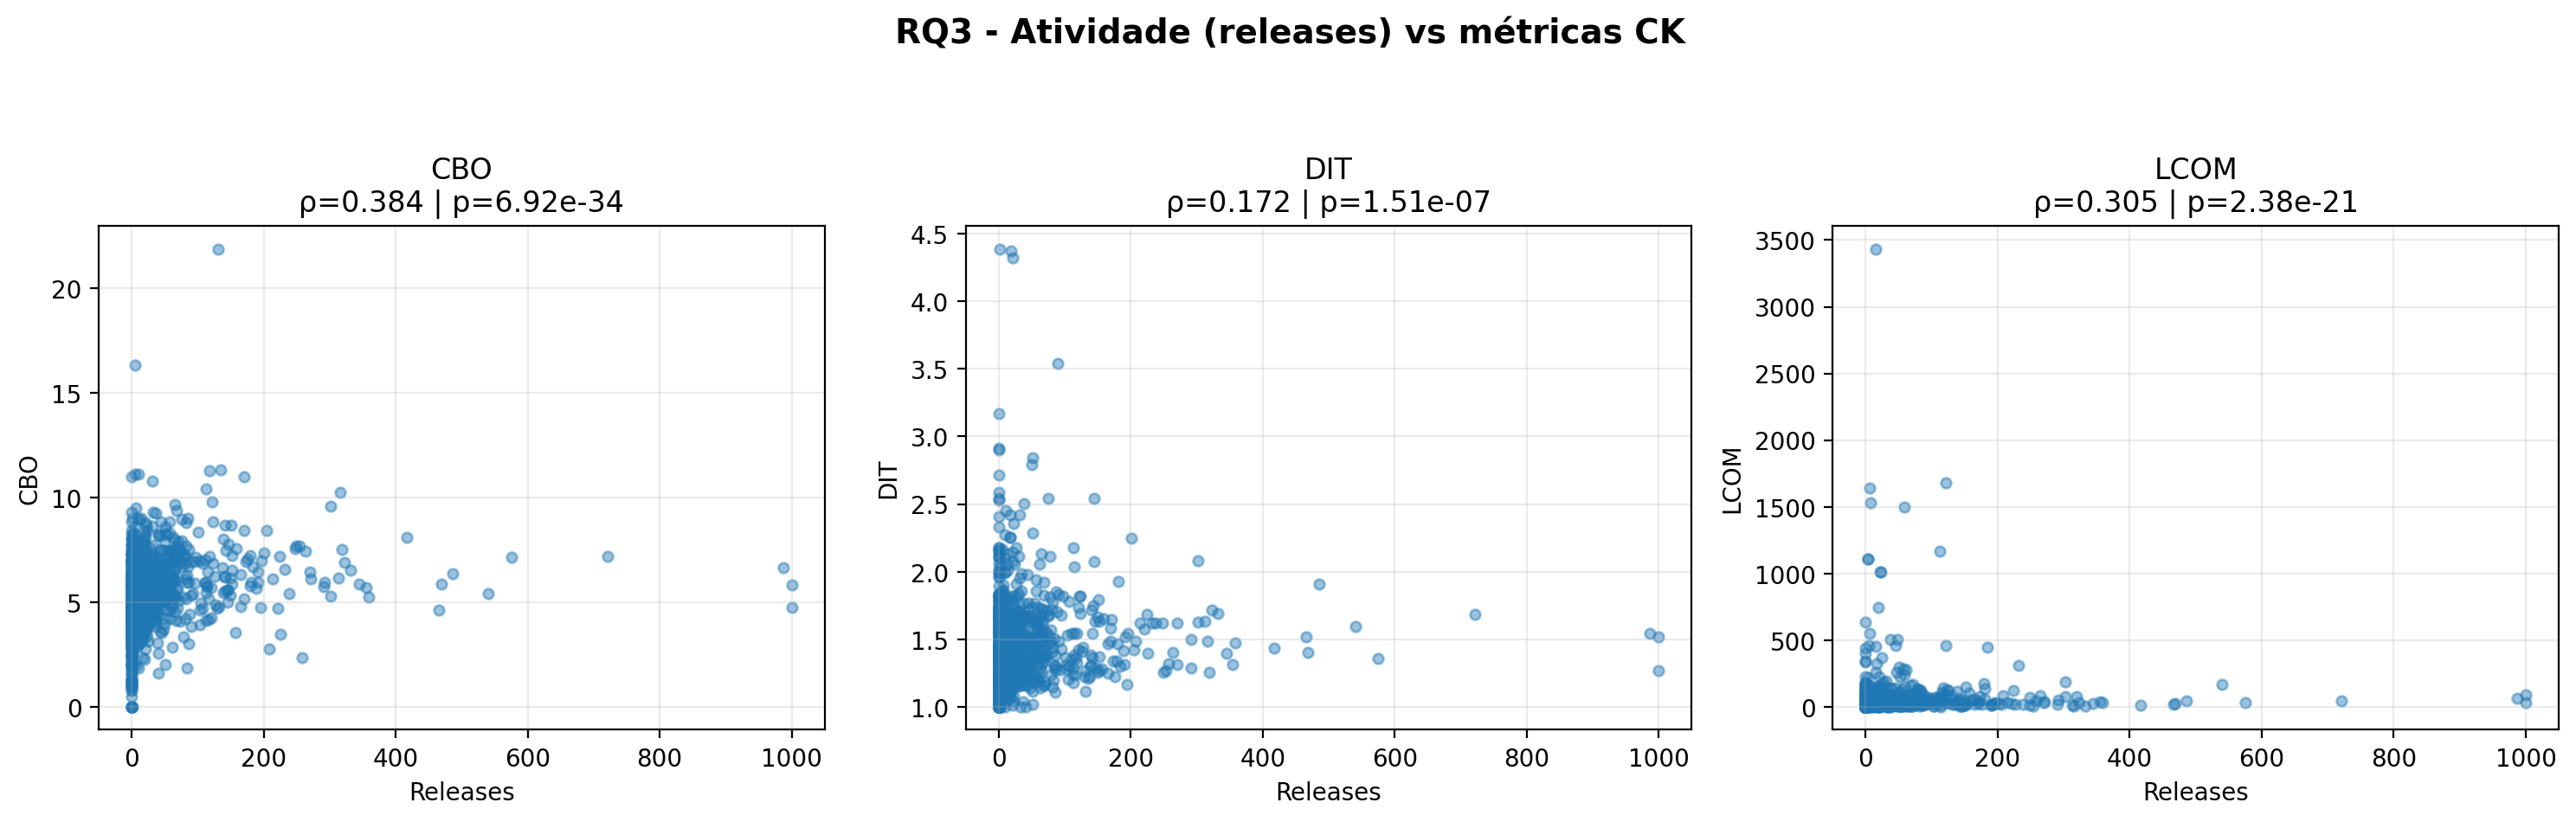 RQ3 - Atividade (releases) vs métricas CK
CBO
ρ=0.384 | p=6.92e-34
20
15
10
5
0
CBO
0 200 400 600 800 1000
Releases
DIT
ρ=0.172 | p=1.51e-07
4.5
4.0
3.5
3.0
2.5
2.0
1.5
1.0
DIT
0 200 400 600 800 1000
Releases
LCOM
ρ=0.305 | p=2.38e-21
3500
3000
2500
2000
1500
1000
500
0
LCOM
0 200 400 600 800 1000
Releases